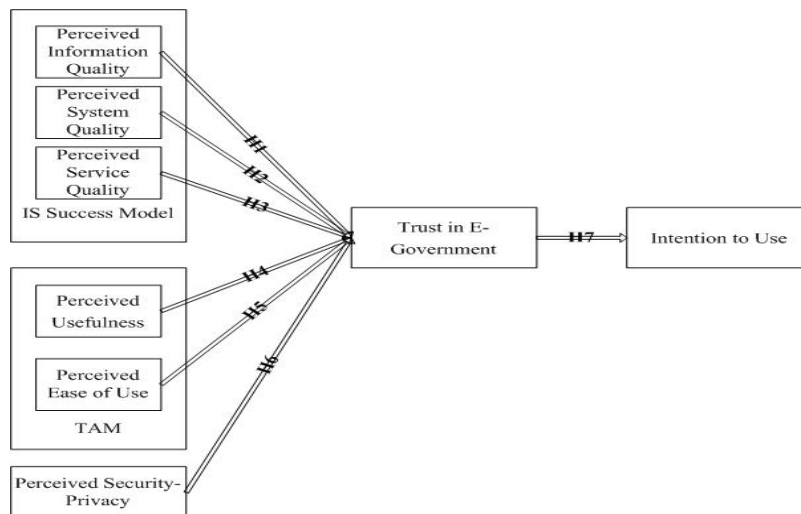 Perceived
Information
Quality
Perceived
System
Quality
Perceived
Service
Quality
IS Success Model
H1
H2
H3
Trust in E-
Government
H7
Intention to Use
Perceived
Usefulness
Perceived
Ease of Use
TAM
H4
H5
H6
Perceived Security-
Privacy